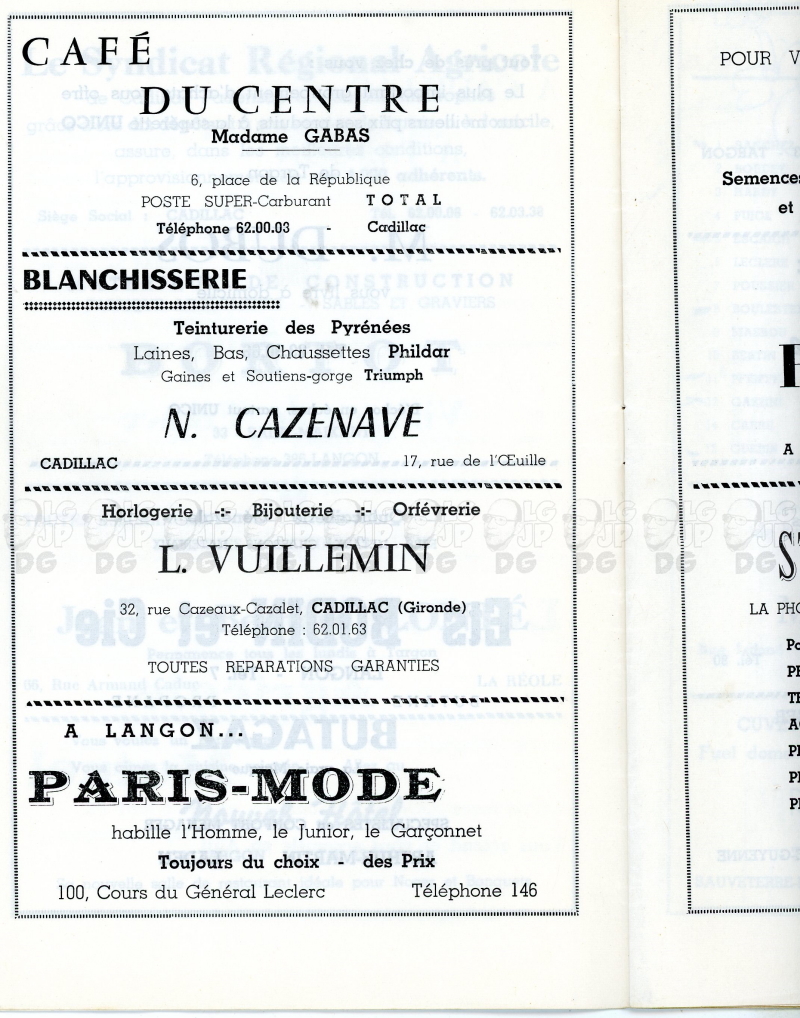 CAFÉ
DU CENTRE
Madame GABAS
6, place de la République
POSTE SUPER-Carburant TOTAL
Téléphone 62.00.03 - Cadillac
BLANCHISSERIE
Teinturerie des Pyrénées
Laines, Bas, Chaussettes Phildar
Gaines et Soutiens-gorge Triumph
N. CAZENAVE
CADILLAC 17, rue de l'Œuille
Horlogerie -:- Bijouterie -:- Orfévrerie
L. VUILLEMIN
32, rue Cazeaux-Cazalet, CADILLAC (Gironde)
Téléphone : 62.01.63
TOUTES REPARATIONS GARANTIES
A LANGON...
PARIS-MODE
habille l'Homme, le Junior, le Garçonnet
Toujours du choix - des Prix
100, Cours du Général Leclerc Téléphone 146
POUR V
Semences
et
A
LA PHO